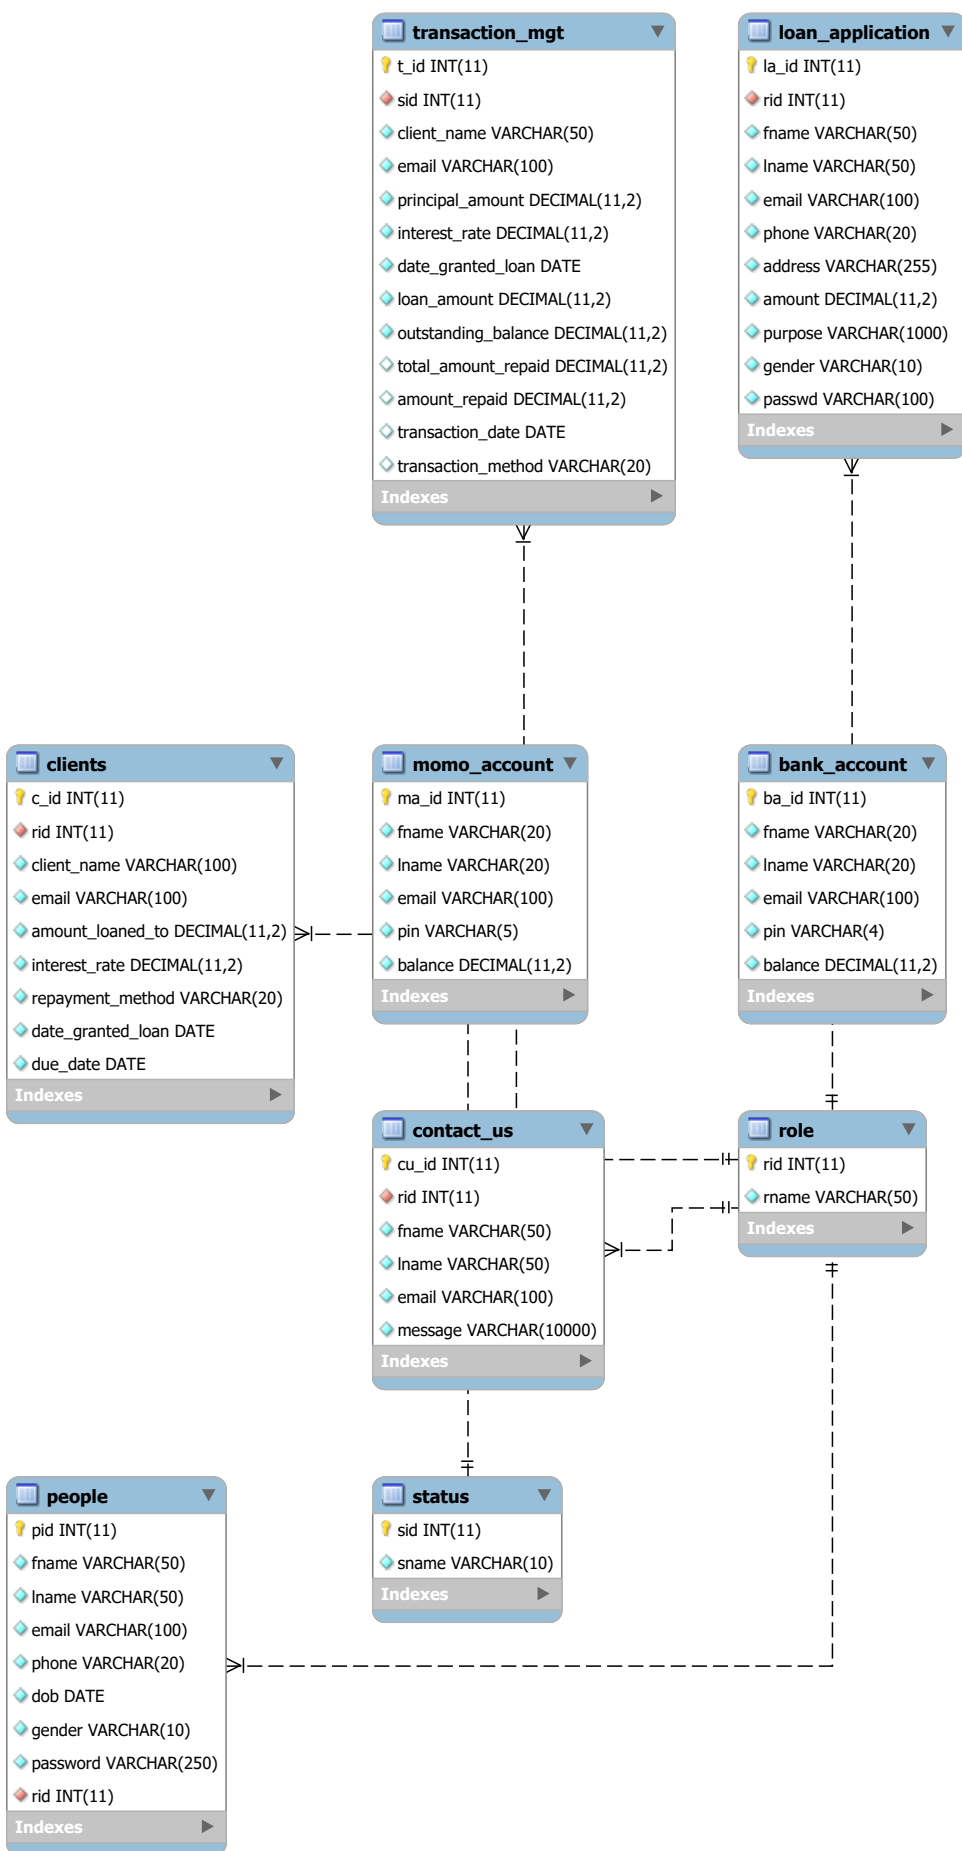 transaction_mgt
t_id INT(11)
sid INT(11)
client_name VARCHAR(50)
email VARCHAR(100)
principal_amount DECIMAL(11,2)
interest_rate DECIMAL(11,2)
date_granted_loan DATE
loan_amount DECIMAL(11,2)
outstanding_balance DECIMAL(11,2)
total_amount_repaid DECIMAL(11,2)
amount_repaid DECIMAL(11,2)
transaction_date DATE
transaction_method VARCHAR(20)
Indexes
loan_application
la_id INT(11)
rid INT(11)
fname VARCHAR(50)
lname VARCHAR(50)
email VARCHAR(100)
phone VARCHAR(20)
address VARCHAR(255)
amount DECIMAL(11,2)
purpose VARCHAR(1000)
gender VARCHAR(10)
passwd VARCHAR(100)
Indexes
clients
c_id INT(11)
rid INT(11)
client_name VARCHAR(100)
email VARCHAR(100)
amount_loaned_to DECIMAL(11,2)
interest_rate DECIMAL(11,2)
repayment_method VARCHAR(20)
date_granted_loan DATE
due_date DATE
Indexes
momo_account
ma_id INT(11)
fname VARCHAR(20)
lname VARCHAR(20)
email VARCHAR(100)
pin VARCHAR(5)
balance DECIMAL(11,2)
Indexes
bank_account
ba_id INT(11)
fname VARCHAR(20)
lname VARCHAR(20)
email VARCHAR(100)
pin VARCHAR(4)
balance DECIMAL(11,2)
Indexes
contact_us
cu_id INT(11)
rid INT(11)
fname VARCHAR(50)
lname VARCHAR(50)
email VARCHAR(100)
message VARCHAR(10000)
Indexes
role
rid INT(11)
rname VARCHAR(50)
Indexes
people
pid INT(11)
fname VARCHAR(50)
lname VARCHAR(50)
email VARCHAR(100)
phone VARCHAR(20)
dob DATE
gender VARCHAR(10)
password VARCHAR(250)
rid INT(11)
Indexes
status
sid INT(11)
sname VARCHAR(10)
Indexes